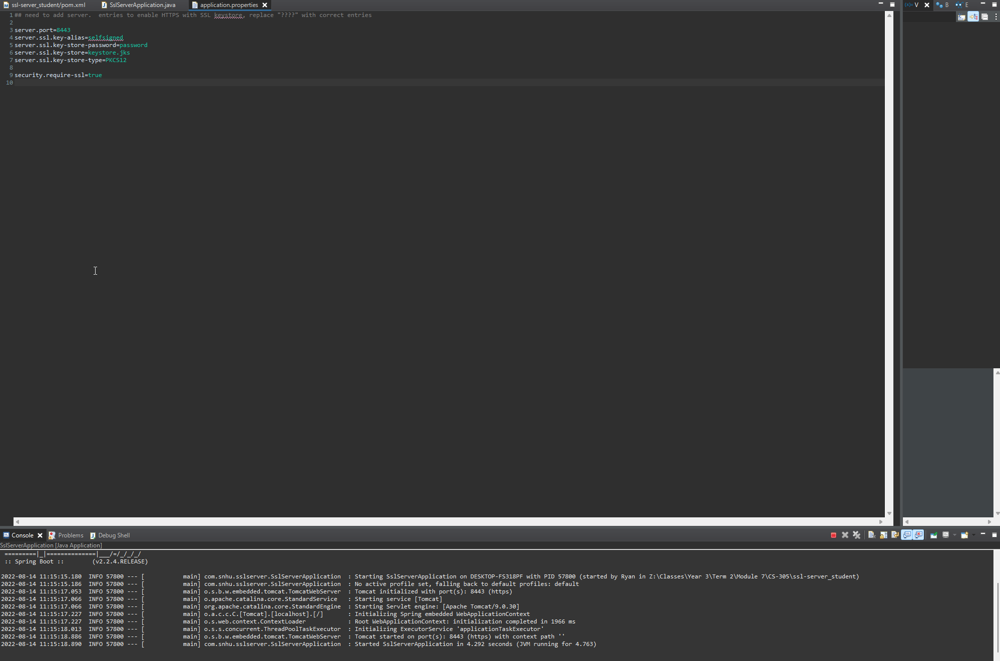 ssl-server_student/pom.xml SslServerApplication.java application.properties
(x)= V B E
1 ## need to add server.  entries to enable HTTPS with SSL keystore, replace "????" with correct entries
2
3 server.port=8443
4 server.ssl.key-alias=selfsigned
5 server.ssl.key-store-password=password
6 server.ssl.key-store=keystore.jks
7 server.ssl.key-store-type=PKCS12
8
9 security.require-ssl=true
10
Console Problems Debug Shell
SslServerApplication [Java Application]
=========|_|==============|___/=/_/_/_/
:: Spring Boot ::        (v2.2.4.RELEASE)
2022-08-14 11:15:15.180  INFO 57800 --- [           main] com.snhu.sslserver.SslServerApplication  : Starting SslServerApplication on DESKTOP-FS318PF with PID 57800 (started by Ryan in Z:\Classes\Year 3\Term 2\Module 7\CS-305\ssl-server_student)
2022-08-14 11:15:15.186  INFO 57800 --- [           main] com.snhu.sslserver.SslServerApplication  : No active profile set, falling back to default profiles: default
2022-08-14 11:15:17.053  INFO 57800 --- [           main] o.s.b.w.embedded.tomcat.TomcatWebServer  : Tomcat initialized with port(s): 8443 (https)
2022-08-14 11:15:17.066  INFO 57800 --- [           main] o.apache.catalina.core.StandardService   : Starting service [Tomcat]
2022-08-14 11:15:17.066  INFO 57800 --- [           main] org.apache.catalina.core.StandardEngine  : Starting Servlet engine: [Apache Tomcat/9.0.30]
2022-08-14 11:15:17.227  INFO 57800 --- [           main] o.a.c.c.C.[Tomcat].[localhost].[/]       : Initializing Spring embedded WebApplicationContext
2022-08-14 11:15:17.227  INFO 57800 --- [           main] o.s.web.context.ContextLoader            : Root WebApplicationContext: initialization completed in 1966 ms
2022-08-14 11:15:18.013  INFO 57800 --- [           main] o.s.s.concurrent.ThreadPoolTaskExecutor  : Initializing ExecutorService 'applicationTaskExecutor'
2022-08-14 11:15:18.886  INFO 57800 --- [           main] o.s.b.w.embedded.tomcat.TomcatWebServer  : Tomcat started on port(s): 8443 (https) with context path ''
2022-08-14 11:15:18.890  INFO 57800 --- [           main] com.snhu.sslserver.SslServerApplication  : Started SslServerApplication in 4.292 seconds (JVM running for 4.763)